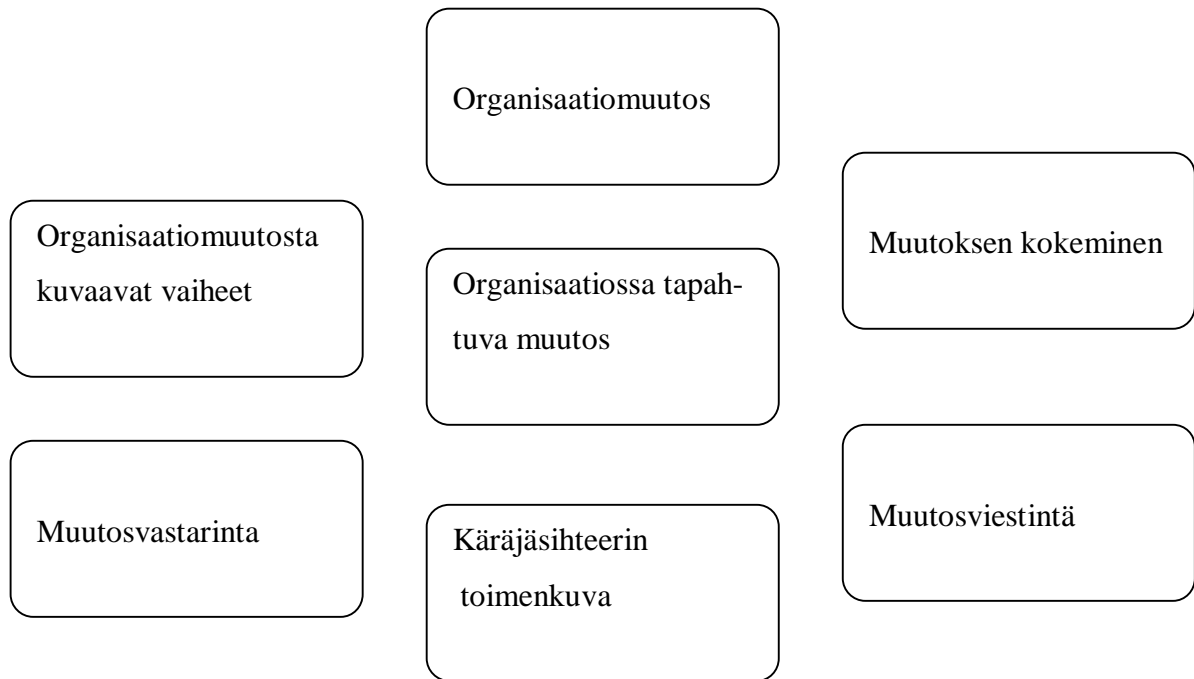 Organisaatiomuutos
Organisaatiomuutosta
kuvaavat vaiheet
Organisaatiossa tapah-
tuva muutos
Muutoksen kokeminen
Muutosvastarinta
Käräjäsihteerin
toimenkuva
Muutosviestintä